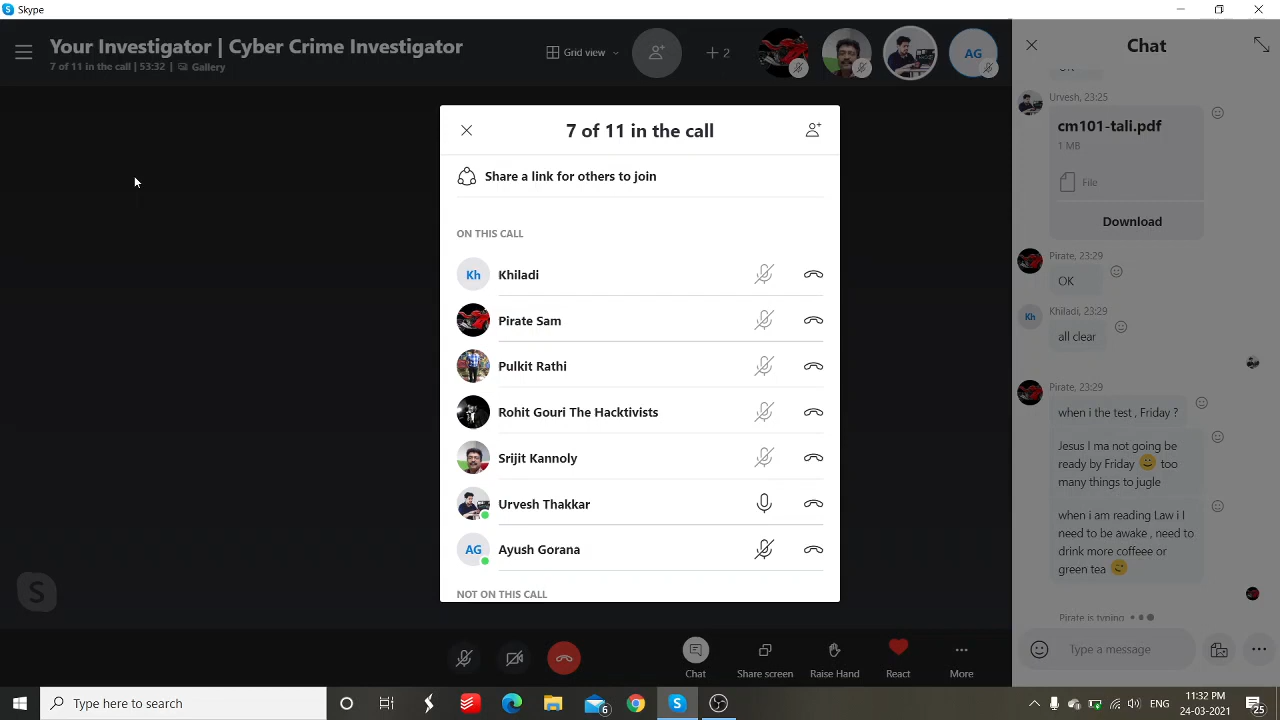 Skype
Your Investigator | Cyber Crime Investigator
7 of 11 in the call | 53:32 | Gallery
Grid view
+ 2
AG
7 of 11 in the call
Share a link for others to join
ON THIS CALL
Kh Khiladi
Pirate Sam
Pulkit Rathi
Rohit Gouri The Hacktivists
Srijit Kannoly
Urvesh Thakkar
AG Ayush Gorana
NOT ON THIS CALL
S
Chat
Share screen
Raise Hand
React
More
Chat
Urvesh, 23:25
cm101-tali.pdf
1 MB
File
Download
Pirate, 23:29
OK
Kh
Khiladi, 23:29
all clear
Pirate, 23:29
when i the test , Friday ?
Jesus I ma not going be
ready by Friday 😊 too
many things to jugle
when i am reading Law i I
need to be awake , need to
drink more coffeee or
green tea 😉
Pirate is typing
Type a message
Type here to search
6
S
11:32 PM
24-03-2021
25